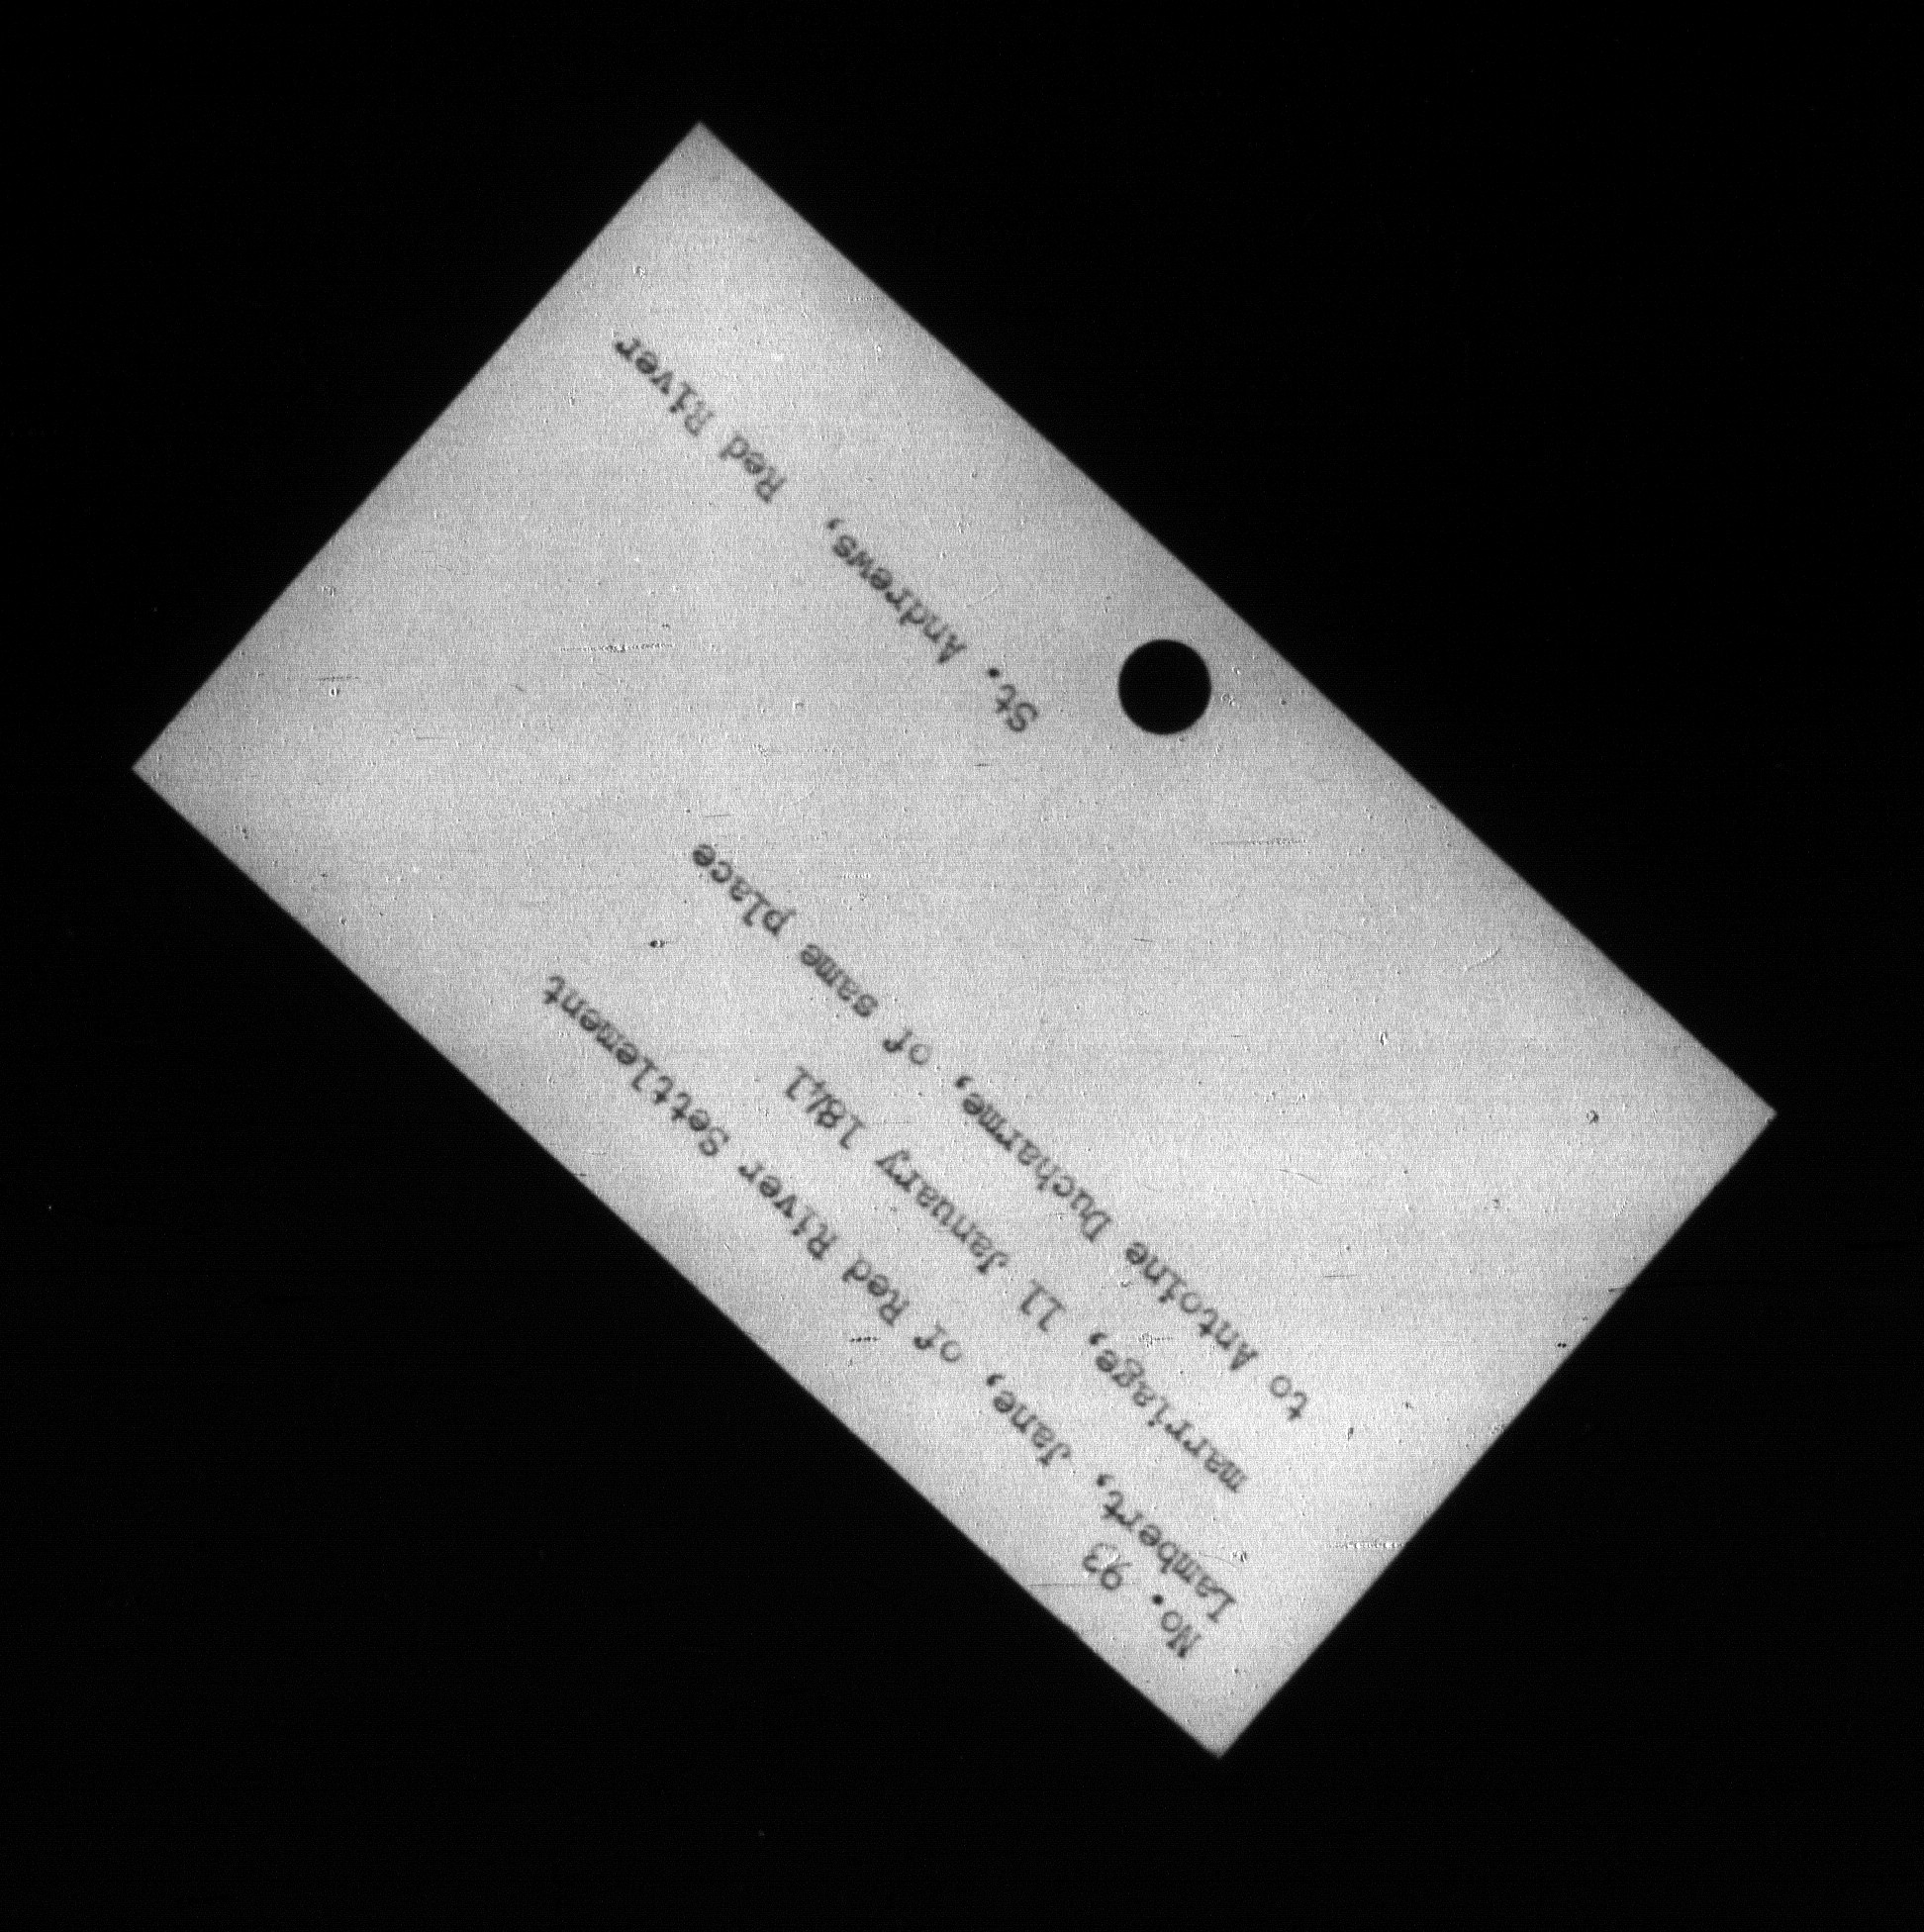 No. 93
Lambert, Jane, of Red River Settlement
marriage, 11 January 1841
to Antoine Ducharme, of same place
St. Andrews, Red River